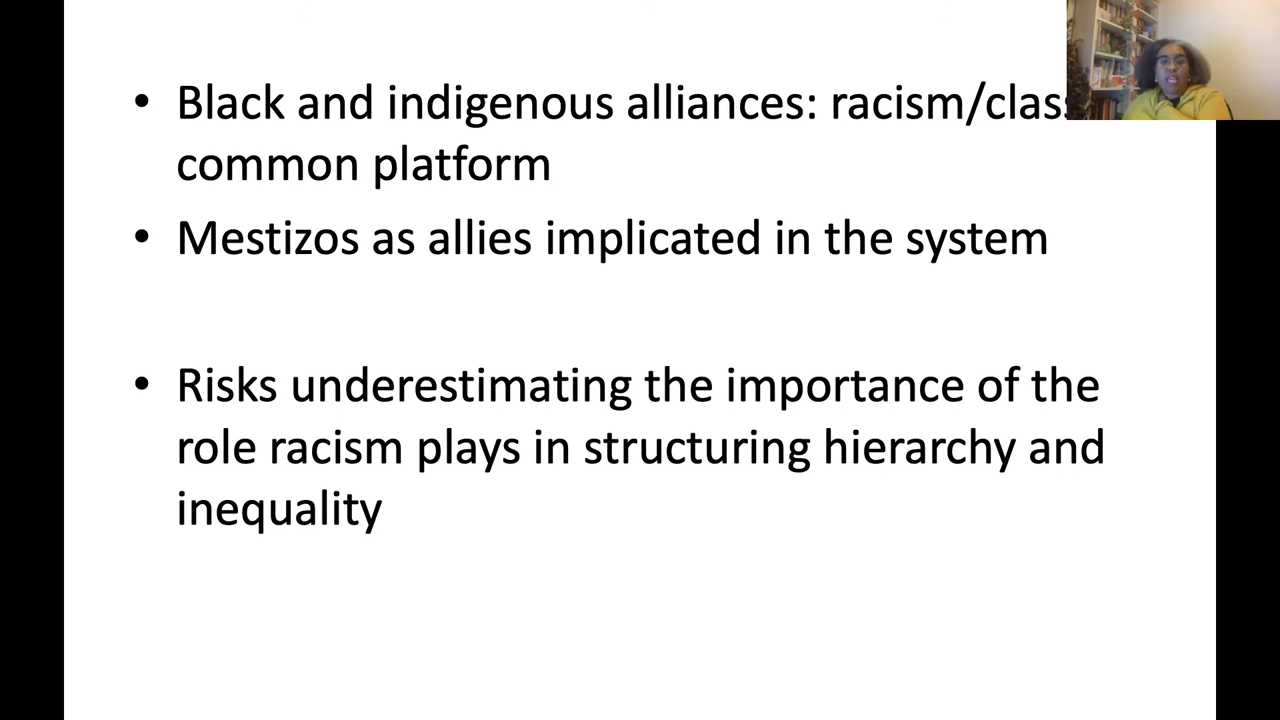 • Black and indigenous alliances: racism/clas
common platform
• Mestizos as allies implicated in the system
• Risks underestimating the importance of the
role racism plays in structuring hierarchy and
inequality